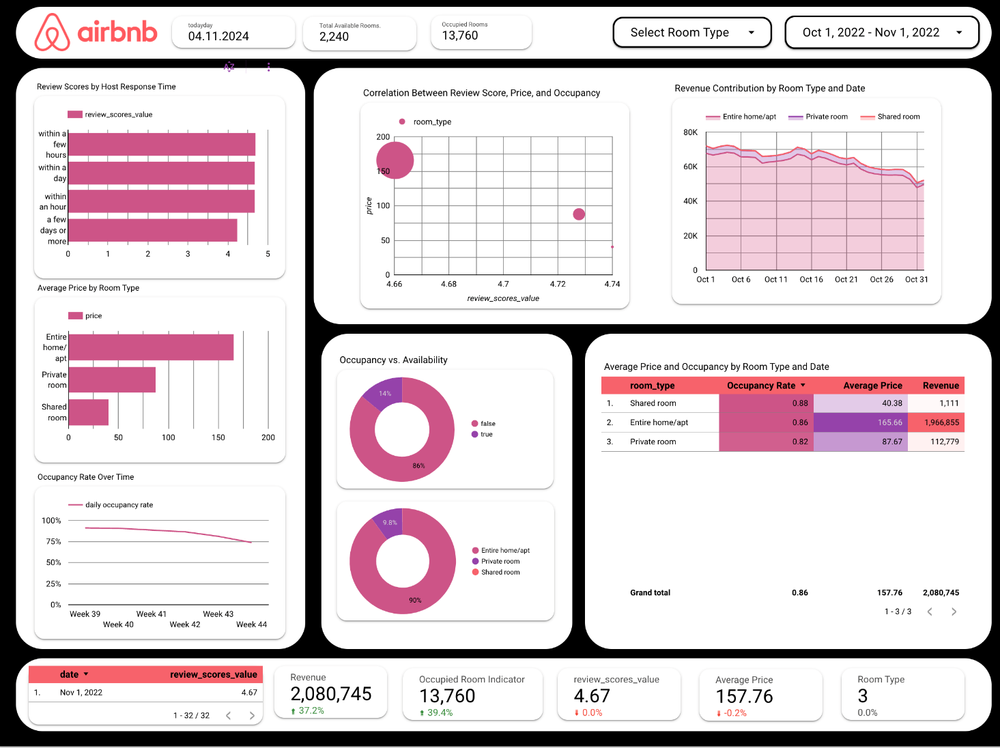 airbnb
todayday
04.11.2024
Total Available Rooms.
2,240
Occupied Rooms
13,760
Select Room Type
Oct 1, 2022 - Nov 1, 2022
AZ
Review Scores by Host Response Time
review_scores_value
within a
few
hours
within a
day
within
an hour
a few
days or
more
0 1 2 3 4 5
Average Price by Room Type
price
Entire
home/
apt
Private
room
Shared
room
0 50 100 150 200
Occupancy Rate Over Time
daily occupancy rate
100%
75%
50%
25%
0%
Week 39 Week 41 Week 43
Week 40 Week 42 Week 44
Correlation Between Review Score, Price, and Occupancy
room_type
200
150
100
50
0
price
4.66 4.68 4.7 4.72 4.74
review_scores_value
Revenue Contribution by Room Type and Date
Entire home/apt Private room Shared room
80K
60K
40K
20K
0
Oct 1 Oct 6 Oct 11 Oct 16 Oct 21 Oct 26 Oct 31
Occupancy vs. Availability
14%
86%
false
true
9.8%
90%
Entire home/apt
Private room
Shared room
Average Price and Occupancy by Room Type and Date
room_type Occupancy Rate Average Price Revenue
1. Shared room 0.88 40.38 1,111
2. Entire home/apt 0.86 165.66 1,966,855
3. Private room 0.82 87.67 112,779
Grand total 0.86 157.76 2,080,745
1 - 3 / 3
date review_scores_value
1. Nov 1, 2022 4.67
1 - 32 / 32
Revenue
2,080,745
37.2%
Occupied Room Indicator
13,760
39.4%
review_scores_value
4.67
0.0%
Average Price
157.76
-0.2%
Room Type
3
0.0%